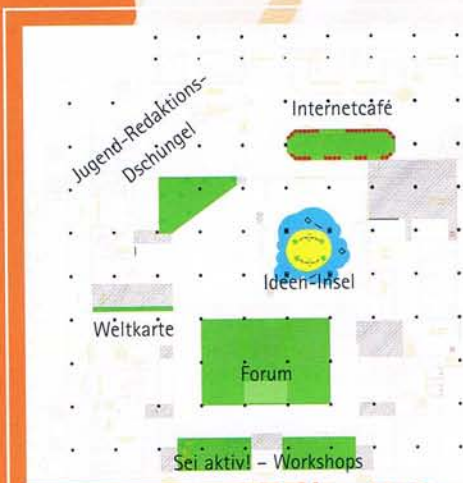 Jugend-Redaktions-
Dschungel
Internetcafé
Ideen-Insel
Weltkarte
Forum
Sei aktiv! – Workshops